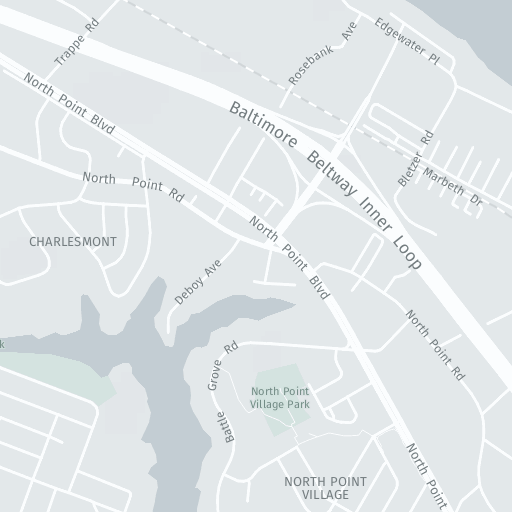 Trappe Rd
Edgewater Pl
Rosebank Ave
North Point Blvd
Baltimore Beltway Inner Loop
Bletzer Rd
Marbeth Dr
North Point Rd
North Point Blvd
CHARLESMONT
Deboy Ave
North Point Rd
k
Grove Rd
Battle
North Point
Village Park
North Point
NORTH POINT
VILLAGE